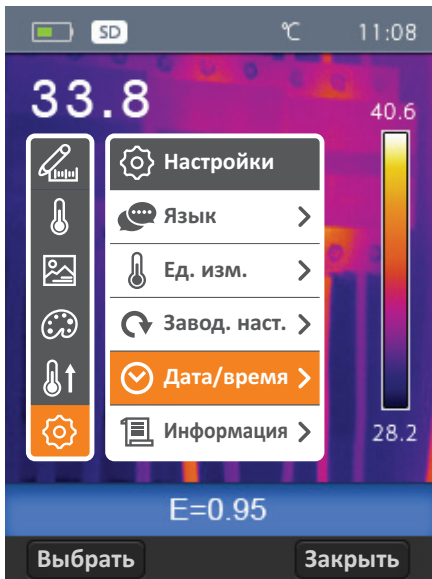 SD ℃ 11:08
33.8
40.6
Настройки
Язык
Ед. изм.
Завод. наст.
Дата/время
Информация
28.2
E=0.95
Выбрать Закрыть